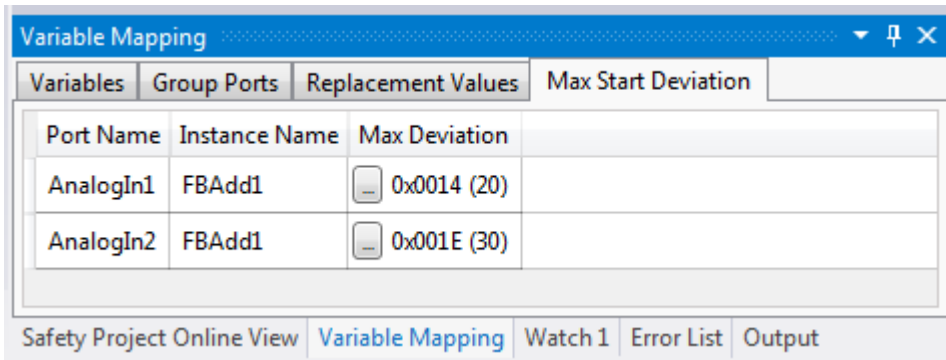 Variable Mapping
Variables Group Ports Replacement Values Max Start Deviation
Port Name Instance Name Max Deviation
AnalogIn1 FBAdd1 ... 0x0014 (20)
AnalogIn2 FBAdd1 ... 0x001E (30)
Safety Project Online View Variable Mapping Watch 1 Error List Output